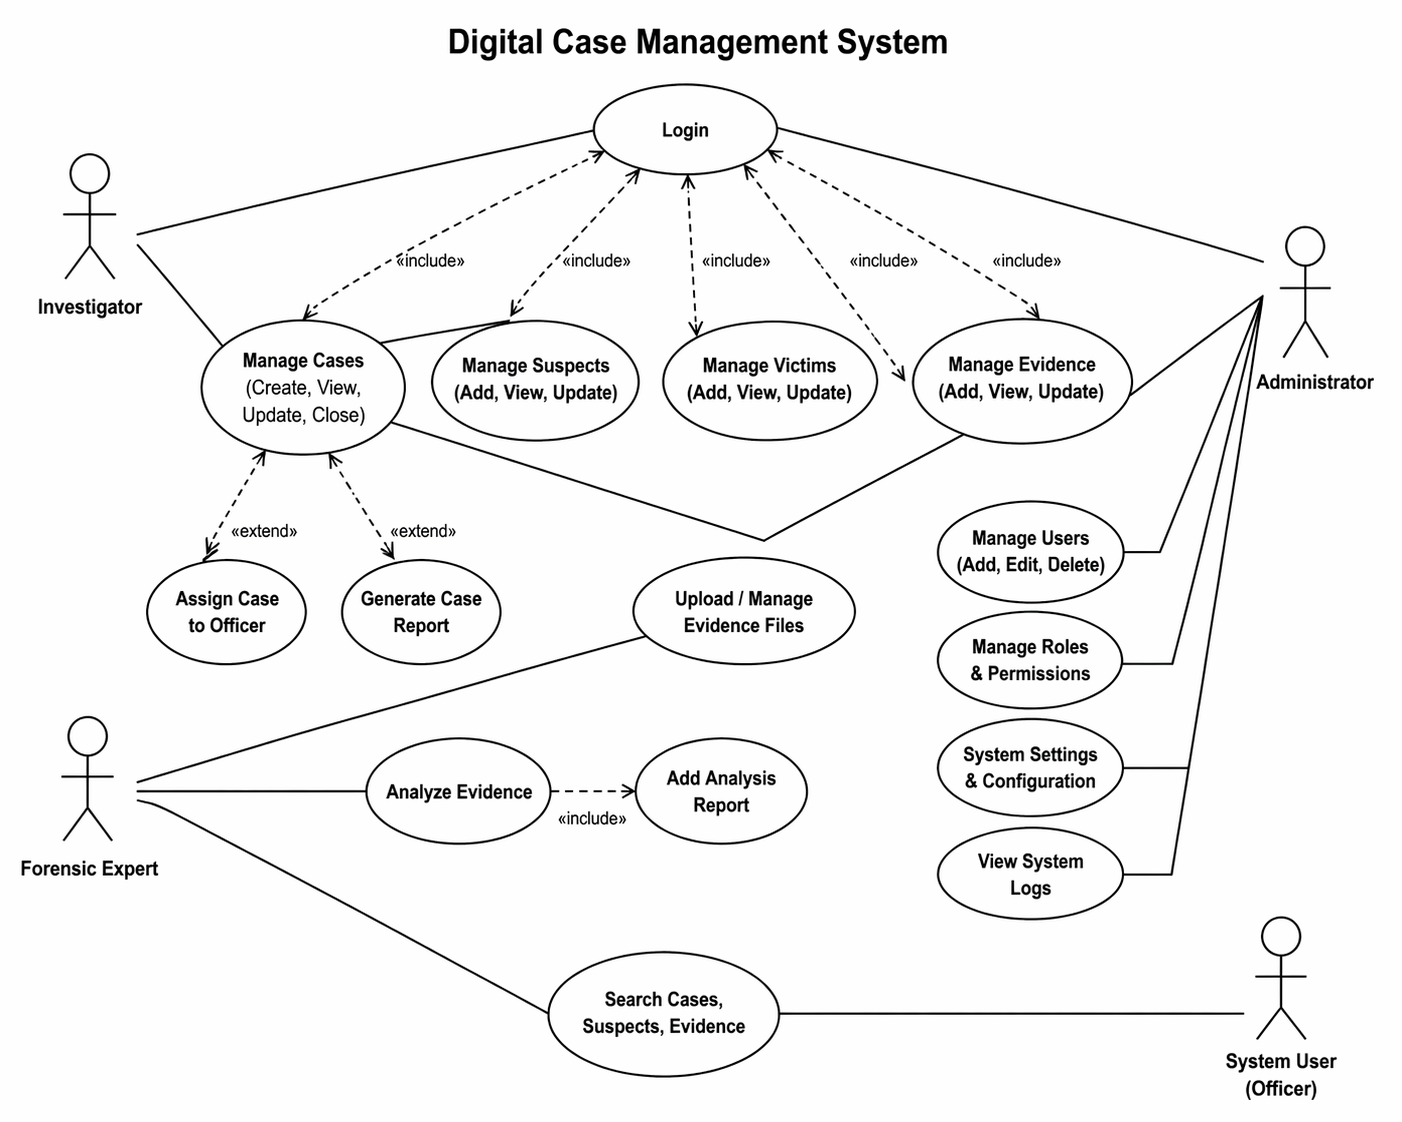 Digital Case Management System
Login
Investigator
«include»
«include»
«include»
«include»
«include»
Administrator
Manage Cases
(Create, View,
Update, Close)
Manage Suspects
(Add, View, Update)
Manage Victims
(Add, View, Update)
Manage Evidence
(Add, View, Update)
«extend»
«extend»
Manage Users
(Add, Edit, Delete)
Assign Case
to Officer
Generate Case
Report
Upload / Manage
Evidence Files
Manage Roles
& Permissions
System Settings
& Configuration
Forensic Expert
Analyze Evidence
«include»
Add Analysis
Report
View System
Logs
Search Cases,
Suspects, Evidence
System User
(Officer)